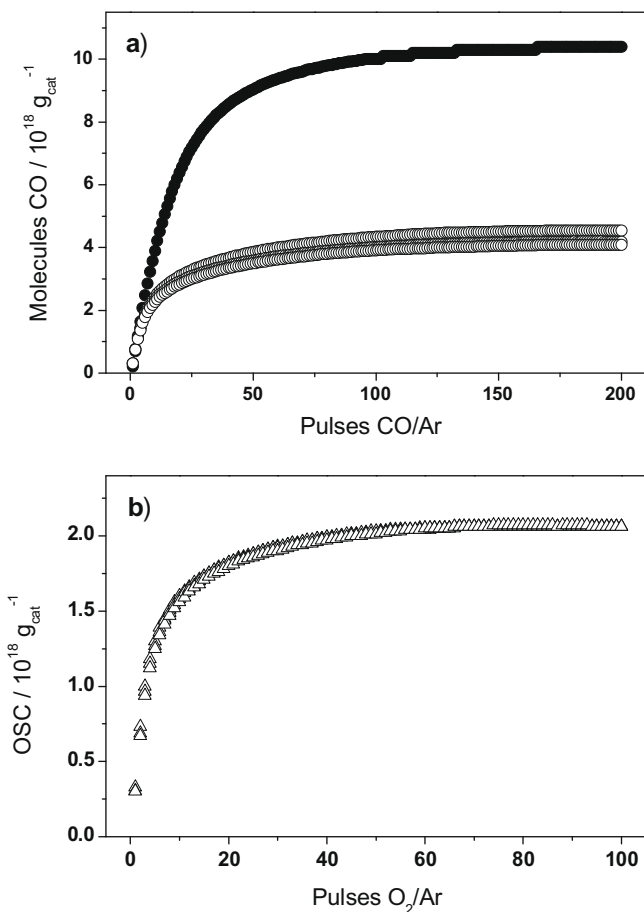 a)
10
8
6
4
2
0
Molecules CO / 10¹⁸ g_cat⁻¹
0 50 100 150 200
Pulses CO/Ar
b)
2.0
1.5
1.0
0.5
0.0
OSC / 10¹⁸ g_cat⁻¹
0 20 40 60 80 100
Pulses O₂/Ar